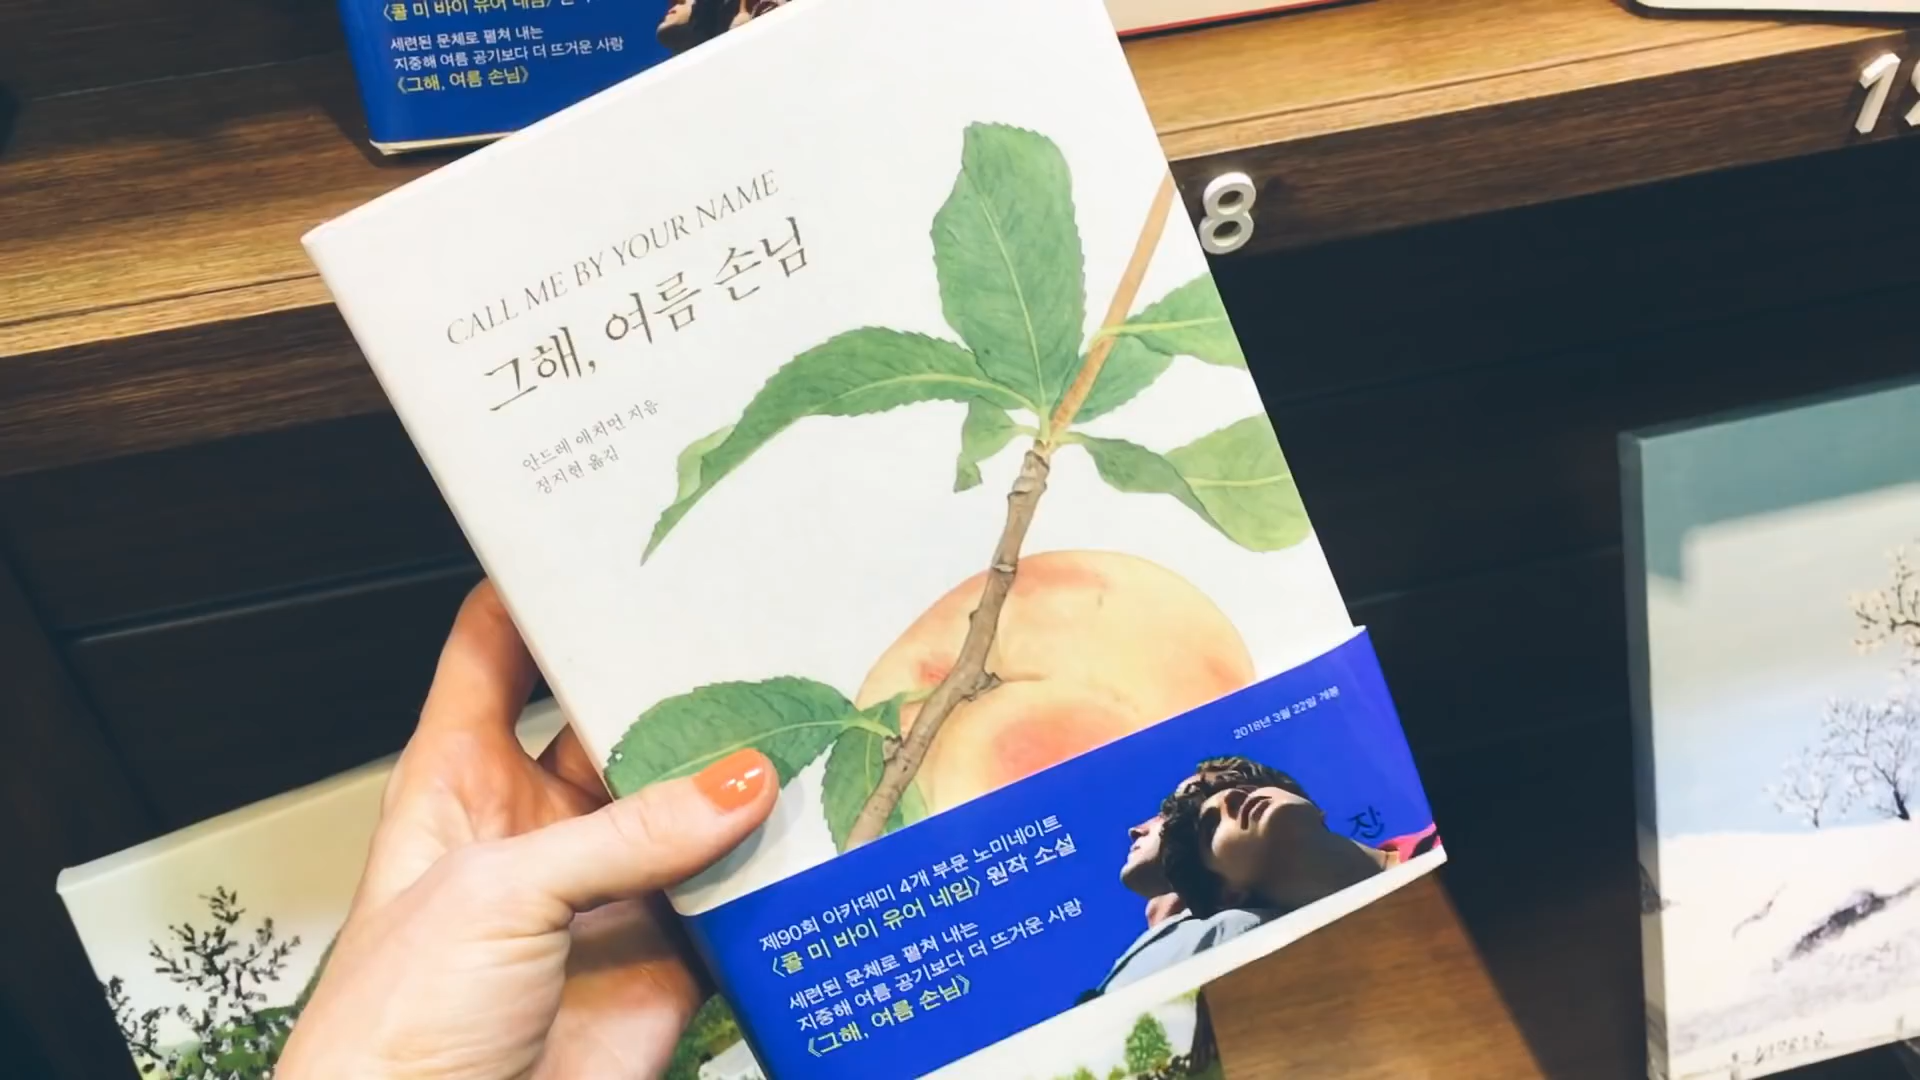 〈콜 미 바이 유어 네임〉
세련된 문체로 펼쳐 내는
지중해 여름 공기보다 더 뜨거운 사랑
《그해, 여름 손님》
CALL ME BY YOUR NAME
그해, 여름 손님
안드레 애치먼 지음
정지현 옮김
8
19
2018년 3월 22일 개봉
잔
제90회 아카데미 4개 부문 노미네이트
〈콜 미 바이 유어 네임〉 원작 소설
세련된 문체로 펼쳐 내는
지중해 여름 공기보다 더 뜨거운 사랑
《그해, 여름 손님》